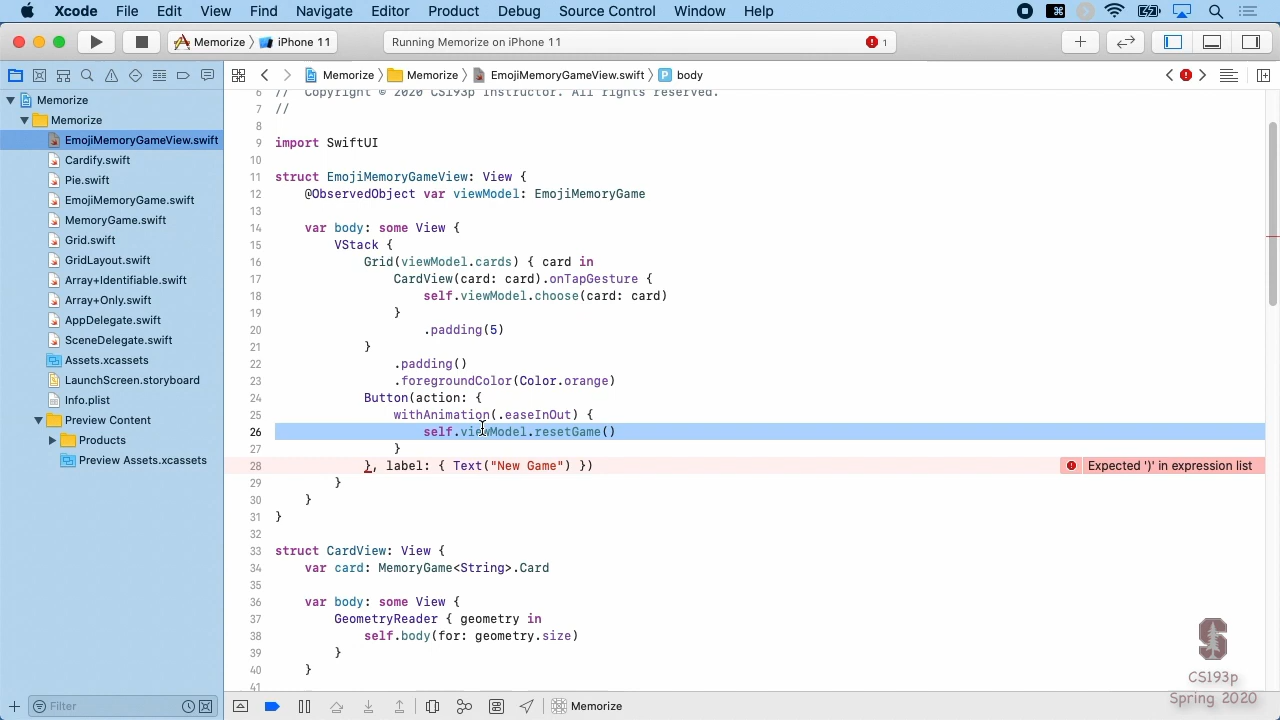 Xcode File Edit View Find Navigate Editor Product Debug Source Control Window Help
Memorize iPhone 11
Running Memorize on iPhone 11
1
Memorize Memorize EmojiMemoryGameView.swift body
Memorize
Memorize
EmojiMemoryGameView.swift
Cardify.swift
Pie.swift
EmojiMemoryGame.swift
MemoryGame.swift
Grid.swift
GridLayout.swift
Array+Identifiable.swift
Array+Only.swift
AppDelegate.swift
SceneDelegate.swift
Assets.xcassets
LaunchScreen.storyboard
Info.plist
Preview Content
Products
Preview Assets.xcassets
Filter
6 // Copyright © 2020 CS193p Instructor. All rights reserved.
7 //
8
9 import SwiftUI
10
11 struct EmojiMemoryGameView: View {
12 @ObservedObject var viewModel: EmojiMemoryGame
13
14 var body: some View {
15 VStack {
16 Grid(viewModel.cards) { card in
17 CardView(card: card).onTapGesture {
18 self.viewModel.choose(card: card)
19 }
20 .padding(5)
21 }
22 .padding()
23 .foregroundColor(Color.orange)
24 Button(action: {
25 withAnimation(.easeInOut) {
26 self.viewModel.resetGame()
27 }
28 }, label: { Text("New Game") }) Expected ')' in expression list
29 }
30 }
31 }
32
33 struct CardView: View {
34 var card: MemoryGame<String>.Card
35
36 var body: some View {
37 GeometryReader { geometry in
38 self.body(for: geometry.size)
39 }
40 }
41
Memorize
CS193p
Spring 2020